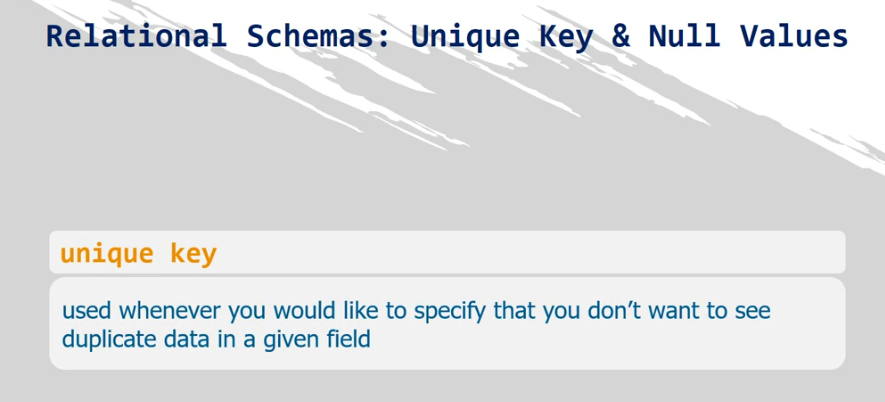 Relational Schemas: Unique Key & Null Values
unique key
used whenever you would like to specify that you don’t want to see
duplicate data in a given field